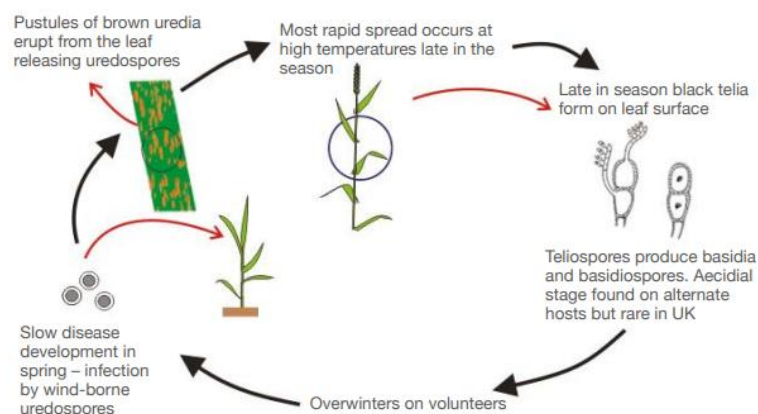 Pustules of brown uredia
erupt from the leaf
releasing uredospores
Most rapid spread occurs at
high temperatures late in the
season
Late in season black telia
form on leaf surface
Teliospores produce basidia
and basidiospores. Aecidial
stage found on alternate
hosts but rare in UK
Overwinters on volunteers
Slow disease
development in
spring – infection
by wind-borne
uredospores